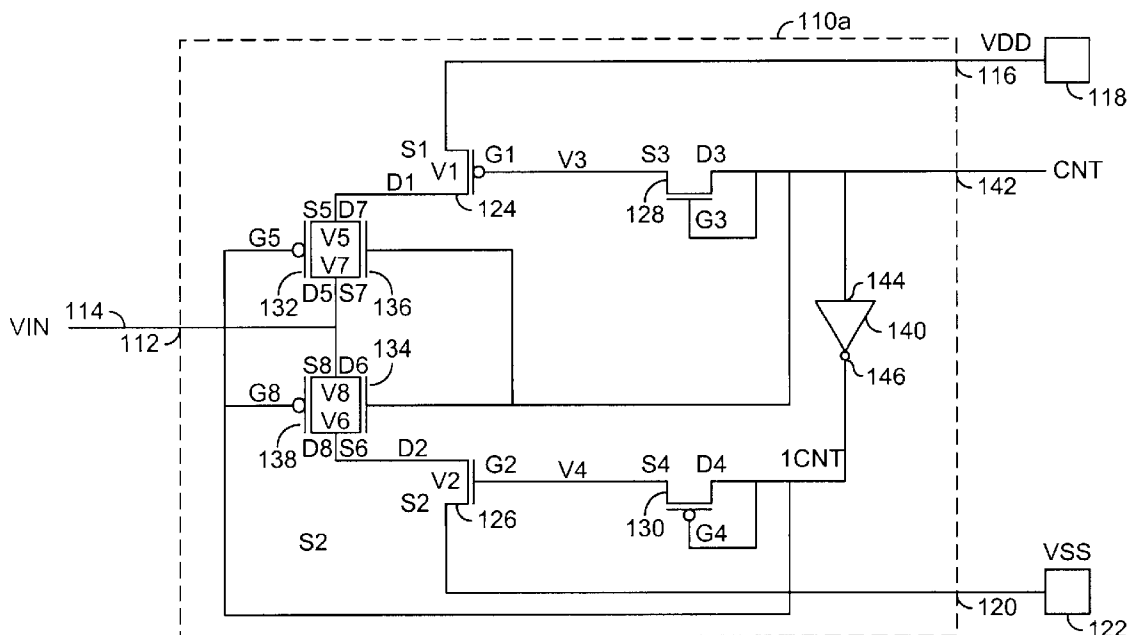 110a
VDD
116
118
S1
V1
G1
V3
S3
D3
CNT
142
D1
124
128
G3
S5 D7
G5
V5
V7
132
D5 S7
136
144
140
114
VIN
112
134
S8 D6
146
G8
V8
V6
138
D8 S6
D2
G2
V4
S4
D4
1CNT
V2
S2
126
130
G4
S2
VSS
120
122